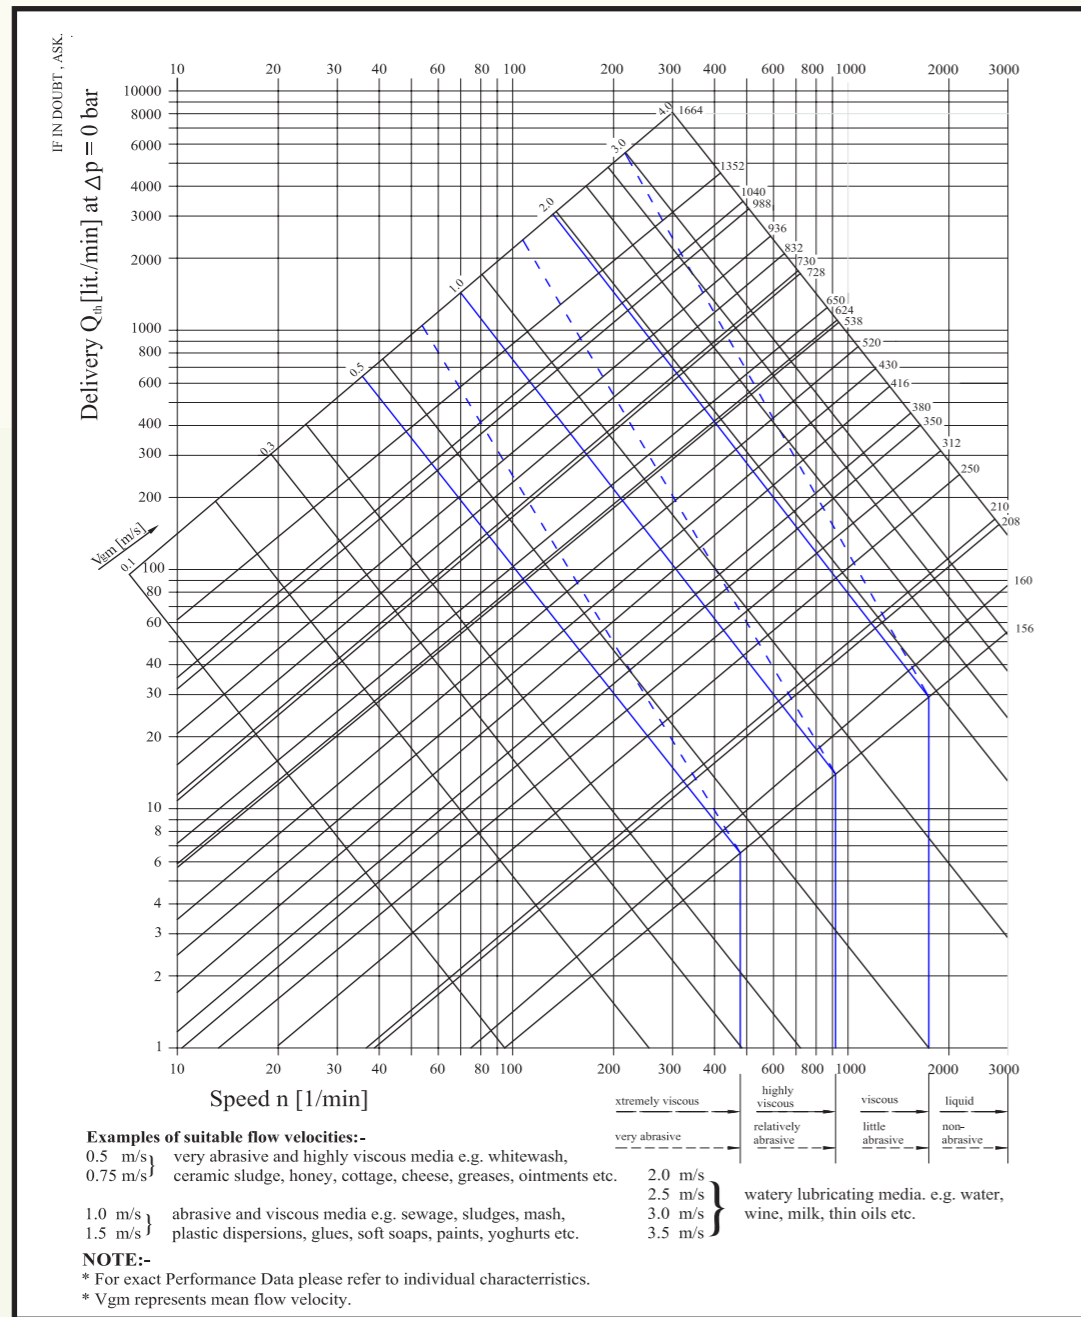 IF IN DOUBT , ASK.
Delivery Qth [lit./min] at Δp = 0 bar
10 20 30 40 60 80 100 200 300 400 600 800 1000 2000 3000
10000
8000
6000
4000
3000
2000
1000
800
600
400
300
200
100
80
60
40
30
20
10
8
6
4
3
2
1
Vgm [m/s]
0.1
0.3
0.5
1.0
2.0
3.0
4.0
1664
1352
1040
988
936
832
730
728
650
624
538
520
430
416
380
350
312
250
210
208
160
156
10 20 30 40 60 80 100 200 300 400 600 800 1000 2000 3000
Speed n [1/min]
xtremely viscous
highly
viscous
viscous
liquid
very abrasive
relatively
abrasive
little
abrasive
non-
abrasive
Examples of suitable flow velocities:-
0.5 m/s} very abrasive and highly viscous media e.g. whitewash,
0.75 m/s} ceramic sludge, honey, cottage, cheese, greases, ointments etc.
1.0 m/s} abrasive and viscous media e.g. sewage, sludges, mash,
1.5 m/s} plastic dispersions, glues, soft soaps, paints, yoghurts etc.
2.0 m/s
2.5 m/s } watery lubricating media. e.g. water,
3.0 m/s } wine, milk, thin oils etc.
3.5 m/s
NOTE:-
* For exact Performance Data please refer to individual characterristics.
* Vgm represents mean flow velocity.